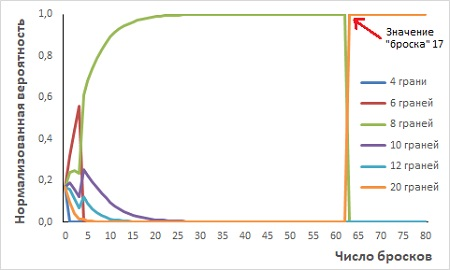 Нормализованная вероятность
1,0
0,8
0,6
0,4
0,2
0,0
0 5 10 15 20 25 30 35 40 45 50 55 60 65 70 75 80
Число бросков
Значение
"броска" 17
4 грани
6 граней
8 граней
10 граней
12 граней
20 граней